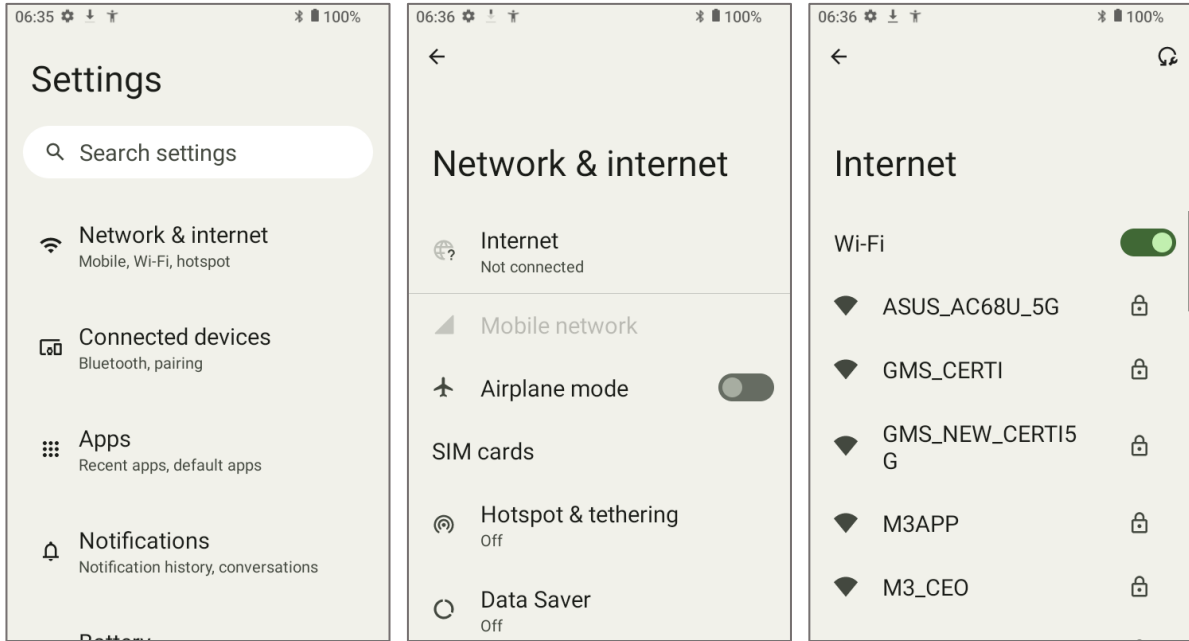 06:35 100%
Settings
Search settings
Network & internet
Mobile, Wi-Fi, hotspot
Connected devices
Bluetooth, pairing
Apps
Recent apps, default apps
Notifications
Notification history, conversations
06:36 100%
Network & internet
Internet
Not connected
Mobile network
Airplane mode
SIM cards
Hotspot & tethering
Off
Data Saver
Off
06:36 100%
Internet
Wi-Fi
ASUS_AC68U_5G
GMS_CERTI
GMS_NEW_CERTI5
G
M3APP
M3_CEO